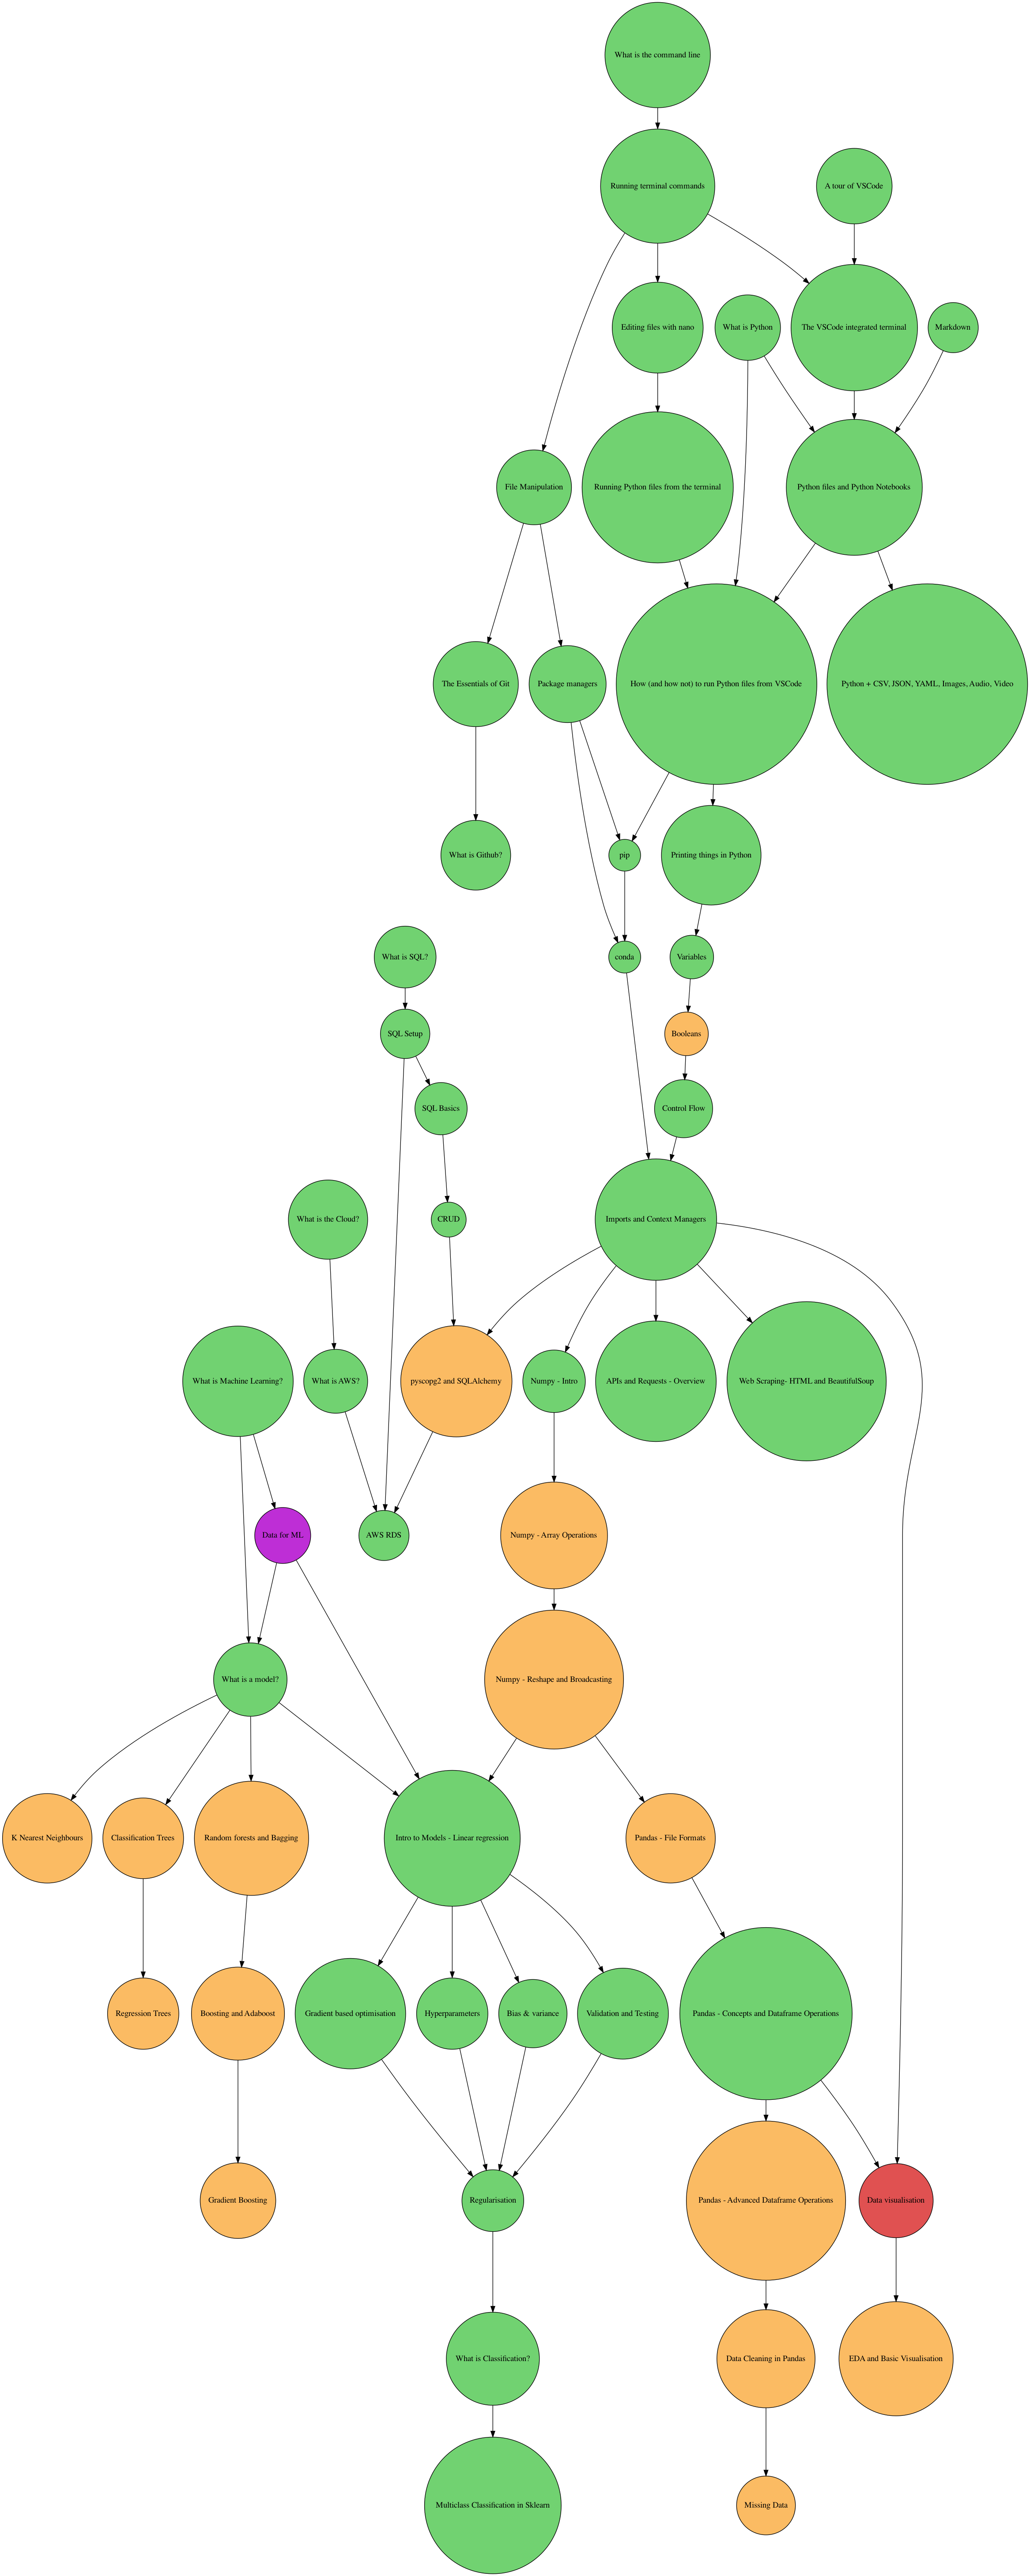 What is the command line
Running terminal commands
A tour of VSCode
Editing files with nano
What is Python
The VSCode integrated terminal
Markdown
File Manipulation
Running Python files from the terminal
Python files and Python Notebooks
The Essentials of Git
Package managers
How (and how not) to run Python files from VSCode
Python + CSV, JSON, YAML, Images, Audio, Video
What is Github?
pip
Printing things in Python
What is SQL?
conda
Variables
SQL Setup
Booleans
SQL Basics
Control Flow
What is the Cloud?
CRUD
Imports and Context Managers
What is Machine Learning?
What is AWS?
pyscopg2 and SQLAlchemy
Numpy - Intro
APIs and Requests - Overview
Web Scraping- HTML and BeautifulSoup
Data for ML
AWS RDS
Numpy - Array Operations
What is a model?
Numpy - Reshape and Broadcasting
K Nearest Neighbours
Classification Trees
Random forests and Bagging
Intro to Models - Linear regression
Pandas - File Formats
Regression Trees
Boosting and Adaboost
Gradient based optimisation
Hyperparameters
Bias & variance
Validation and Testing
Pandas - Concepts and Dataframe Operations
Gradient Boosting
Regularisation
Pandas - Advanced Dataframe Operations
Data visualisation
What is Classification?
Data Cleaning in Pandas
EDA and Basic Visualisation
Multiclass Classification in Sklearn
Missing Data